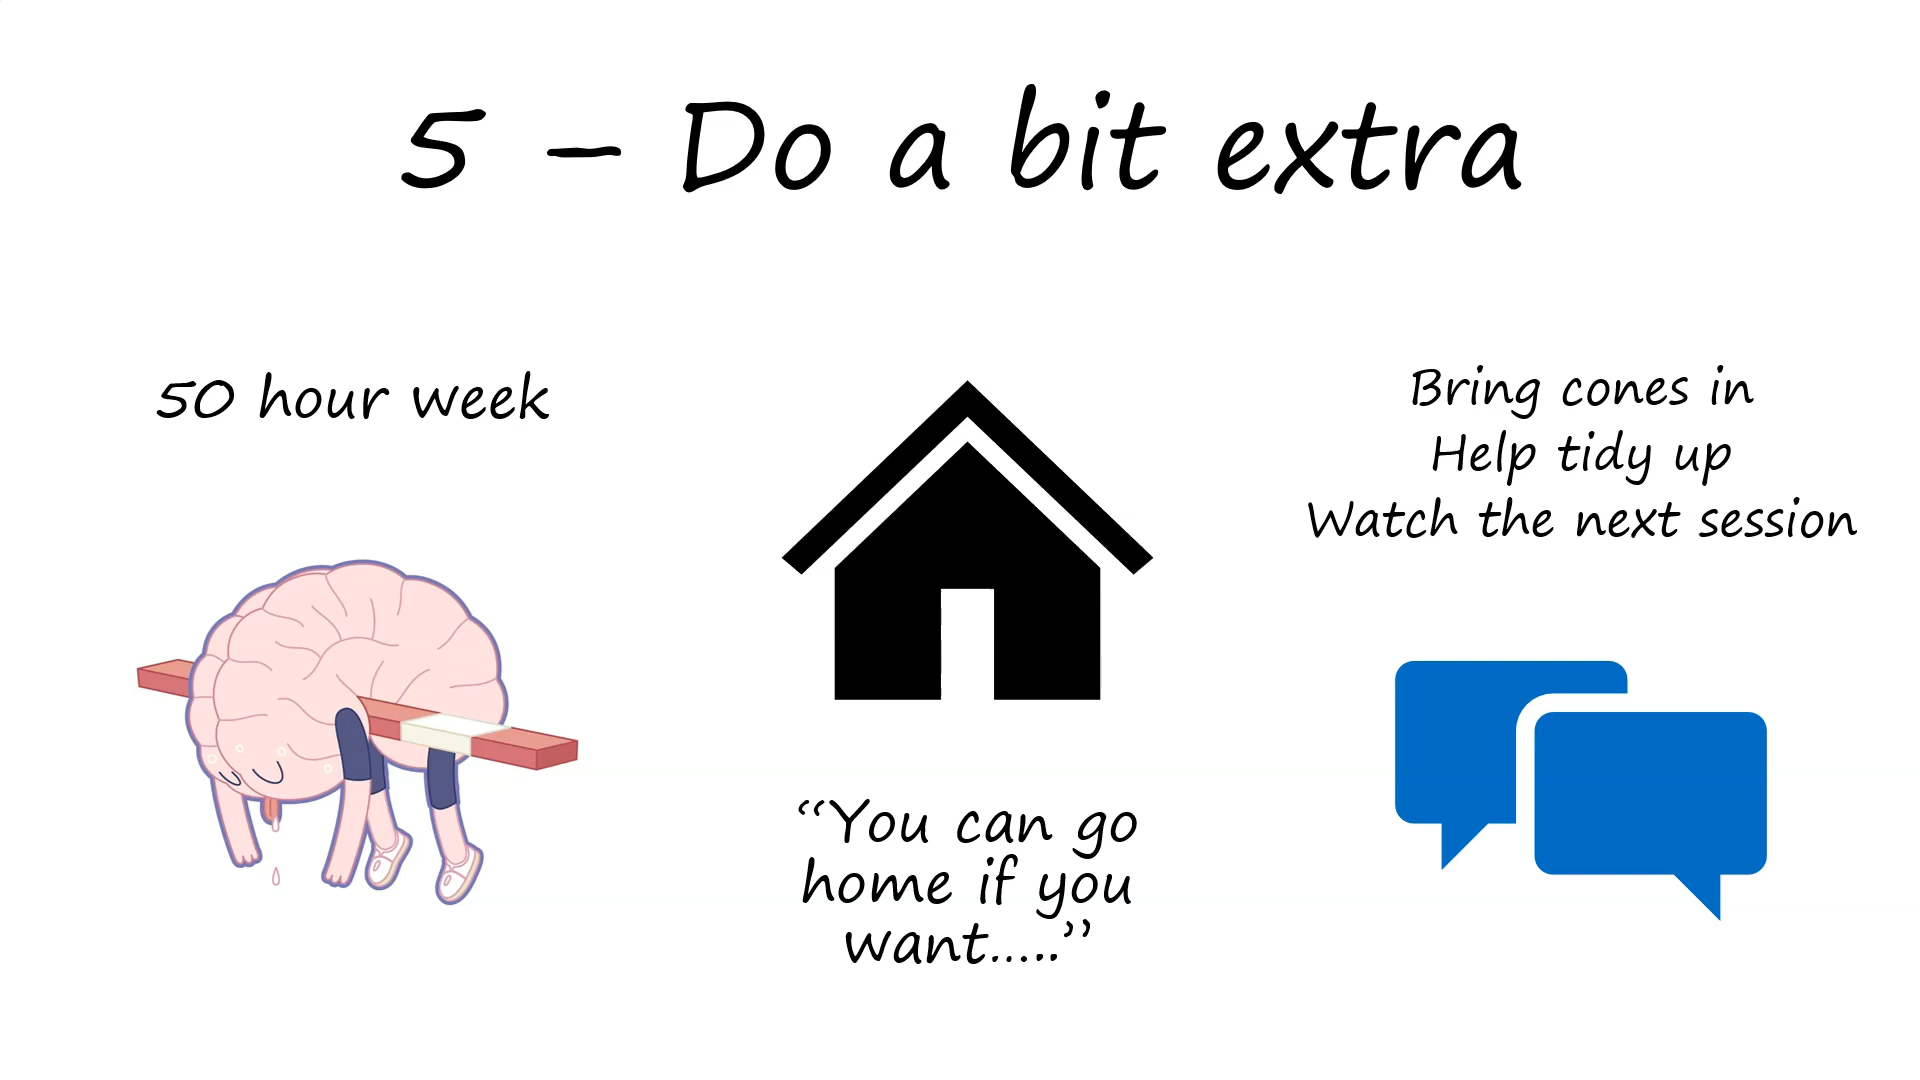 5 – Do a bit extra
50 hour week
“You can go
home if you
want…..”
Bring cones in
Help tidy up
Watch the next session